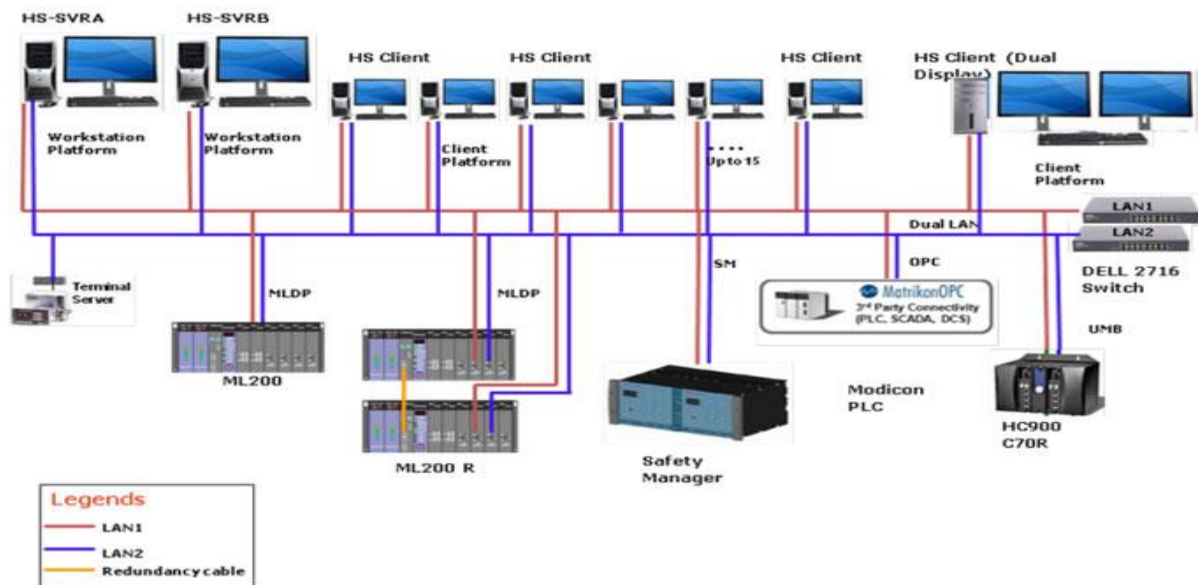 HS-SVRA
HS-SVRB
HS Client
HS Client
HS Client
HS Client (Dual
Display)
Workstation
Platform
Workstation
Platform
Client
Platform
....
Up to 15
Client
Platform
LAN1
Dual LAN
LAN2
Terminal
Server
MLDP
MLDP
SM
OPC
DELL 2716
Switch
MatrikonOPC
3rd Party Connectivity
(PLC, SCADA, DCS)
UMB
ML200
Modicon
PLC
HC900
C70R
ML200 R
Safety
Manager
Legends
LAN1
LAN2
Redundancy cable